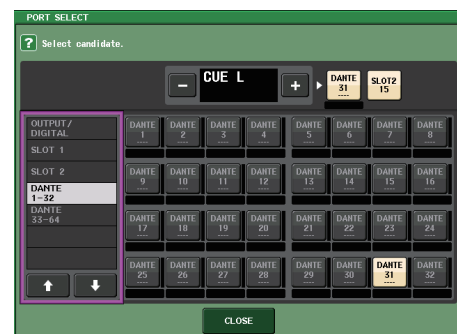 PORT SELECT
? Select candidate.
− CUE L + DANTE 31 ---- SLOT2 15
OUTPUT/
DIGITAL
SLOT 1
SLOT 2
DANTE
1-32
DANTE
33-64
DANTE 1 ---- DANTE 2 ---- DANTE 3 ---- DANTE 4 ---- DANTE 5 ---- DANTE 6 ---- DANTE 7 ---- DANTE 8 ----
DANTE 9 ---- DANTE 10 ---- DANTE 11 ---- DANTE 12 ---- DANTE 13 ---- DANTE 14 ---- DANTE 15 ---- DANTE 16 ----
DANTE 17 ---- DANTE 18 ---- DANTE 19 ---- DANTE 20 ---- DANTE 21 ---- DANTE 22 ---- DANTE 23 ---- DANTE 24 ----
DANTE 25 ---- DANTE 26 ---- DANTE 27 ---- DANTE 28 ---- DANTE 29 ---- DANTE 30 ---- DANTE 31 ---- DANTE 32 ----
CLOSE